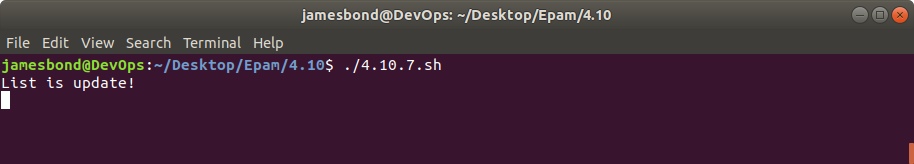 jamesbond@DevOps: ~/Desktop/Epam/4.10
File Edit View Search Terminal Help
jamesbond@DevOps:~/Desktop/Epam/4.10$ ./4.10.7.sh
List is update!